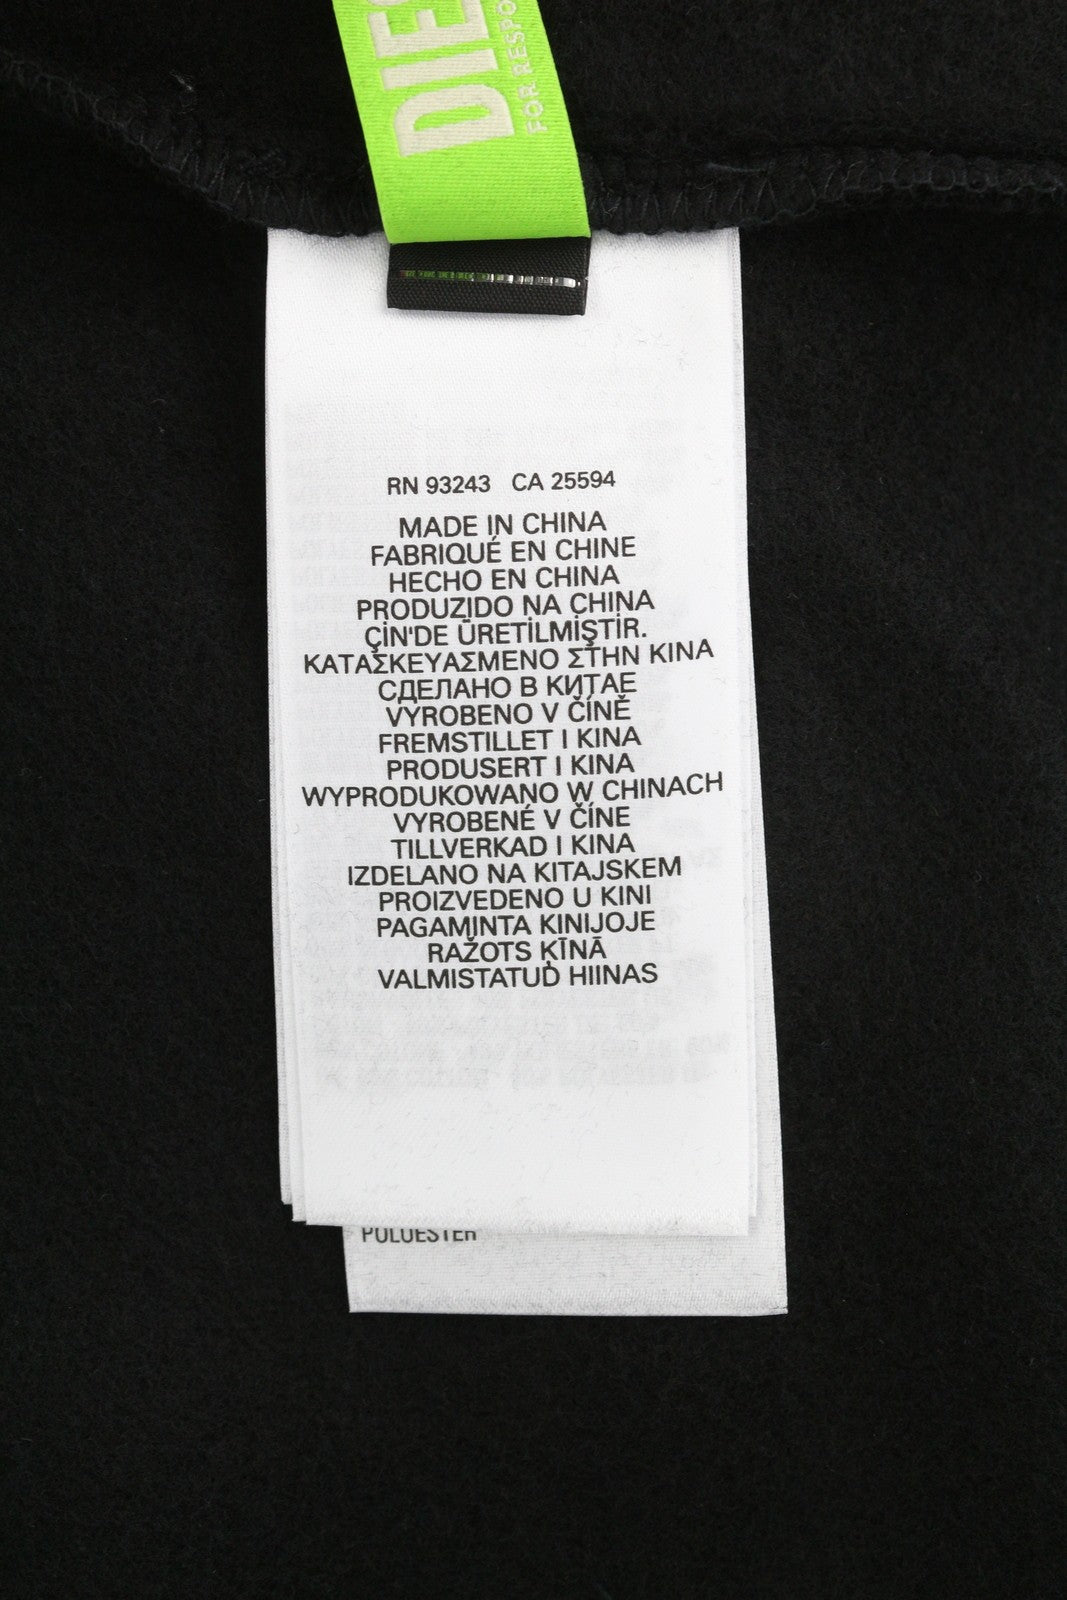 DIES
FOR RESPO
RN 93243 CA 25594
MADE IN CHINA
FABRIQUÉ EN CHINE
HECHO EN CHINA
PRODUZIDO NA CHINA
ÇİN'DE ÜRETİLMİŞTİR.
ΚΑΤΑΣΚΕΥΑΣΜΕΝΟ ΣΤΗΝ ΚΙΝΑ
СДЕЛАНО В КИТАЕ
VYROBENO V ČÍNĚ
FREMSTILLET I KINA
PRODUSERT I KINA
WYPRODUKOWANO W CHINACH
VYROBENÉ V ČÍNE
TILLVERKAD I KINA
IZDELANO NA KITAJSKEM
PROIZVEDENO U KINI
PAGAMINTA KINIJOJE
RAŽOTS ĶĪNĀ
VALMISTATUD HIINAS